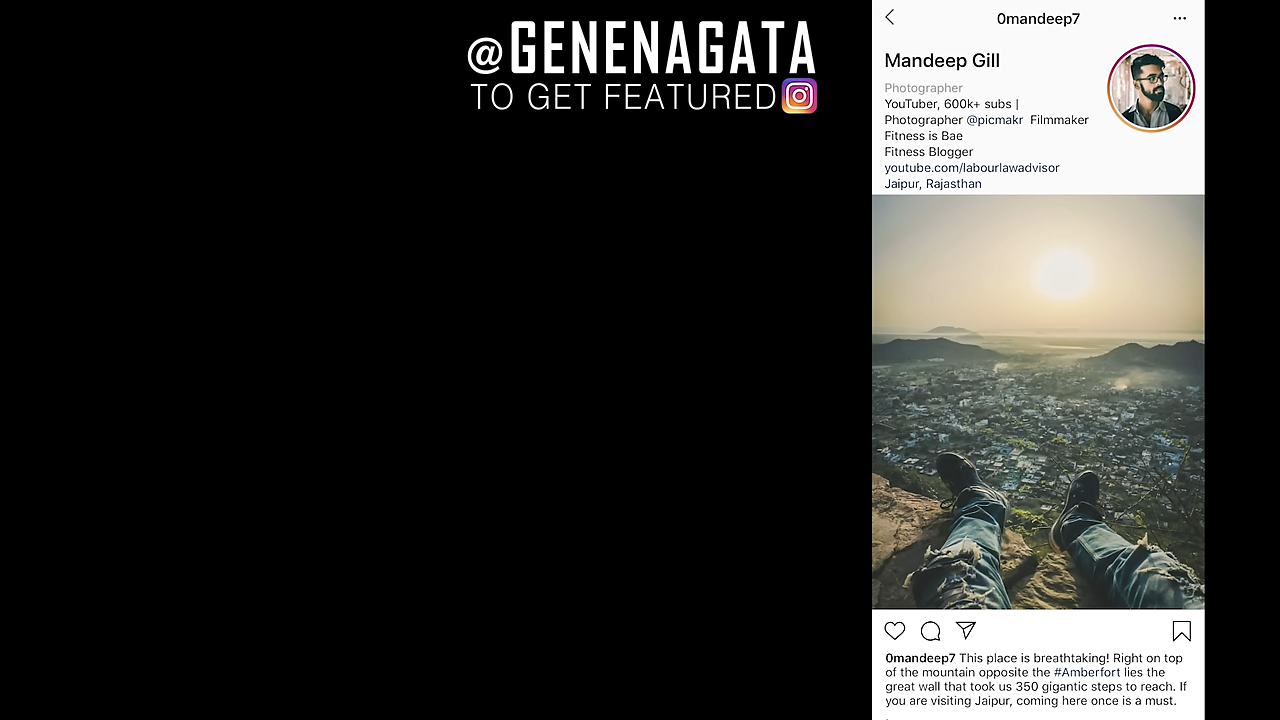 @GENENAGATA
TO GET FEATURED
0mandeep7
Mandeep Gill
Photographer
YouTuber, 600k+ subs |
Photographer @picmakr Filmmaker
Fitness is Bae
Fitness Blogger
youtube.com/labourlawadvisor
Jaipur, Rajasthan
0mandeep7 This place is breathtaking! Right on top
of the mountain opposite the #Amberfort lies the
great wall that took us 350 gigantic steps to reach. If
you are visiting Jaipur, coming here once is a must.